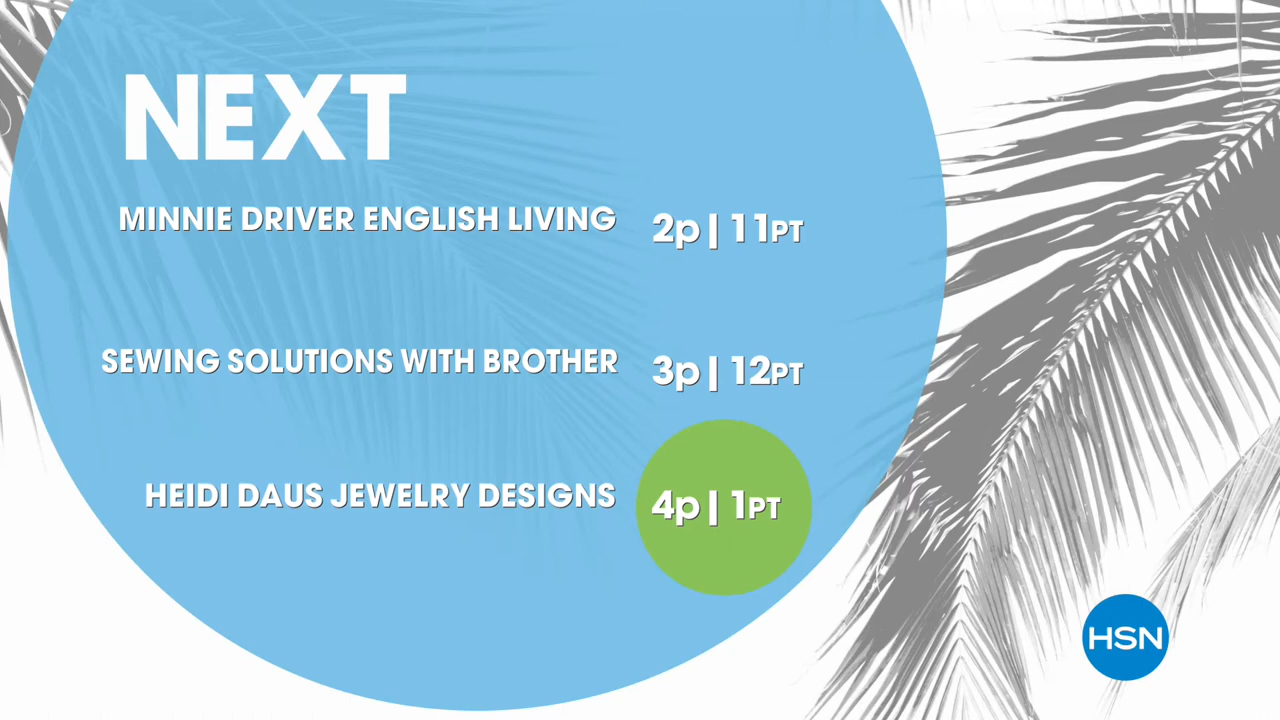 NEXT
MINNIE DRIVER ENGLISH LIVING 2p | 11PT
SEWING SOLUTIONS WITH BROTHER 3p | 12PT
HEIDI DAUS JEWELRY DESIGNS 4p | 1PT
HSN